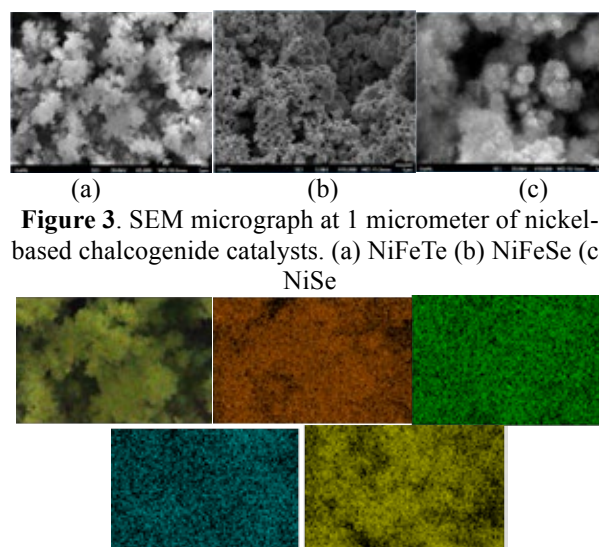 (a) (b) (c)
Figure 3. SEM micrograph at 1 micrometer of nickel-
based chalcogenide catalysts. (a) NiFeTe (b) NiFeSe (c
NiSe